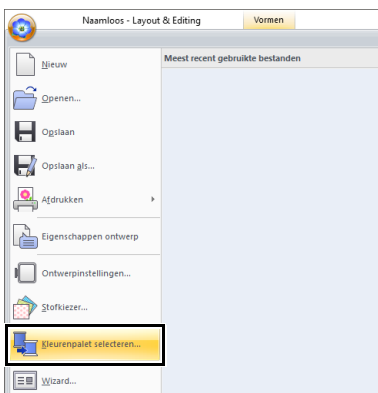 Naamloos - Layout & Editing Vormen
Meest recent gebruikte bestanden
Nieuw
Openen...
Opslaan
Opslaan als...
Afdrukken
Eigenschappen ontwerp
Ontwerpinstellingen...
Stofkiezer...
Kleurenpalet selecteren...
Wizard...